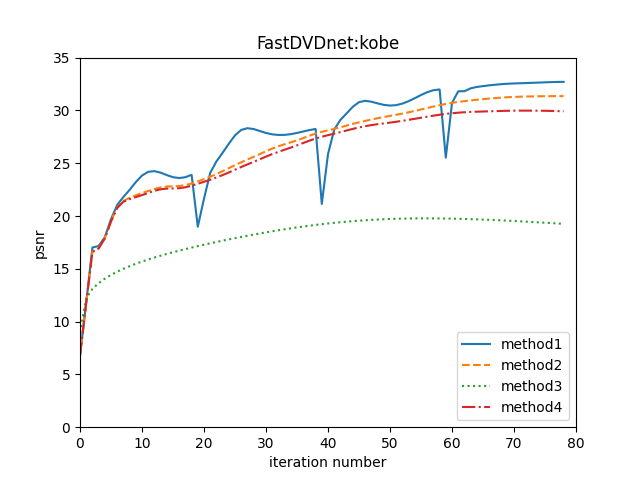 FastDVDnet:kobe
psnr
35
30
25
20
15
10
5
0
method1
method2
method3
method4
0 10 20 30 40 50 60 70 80
iteration number